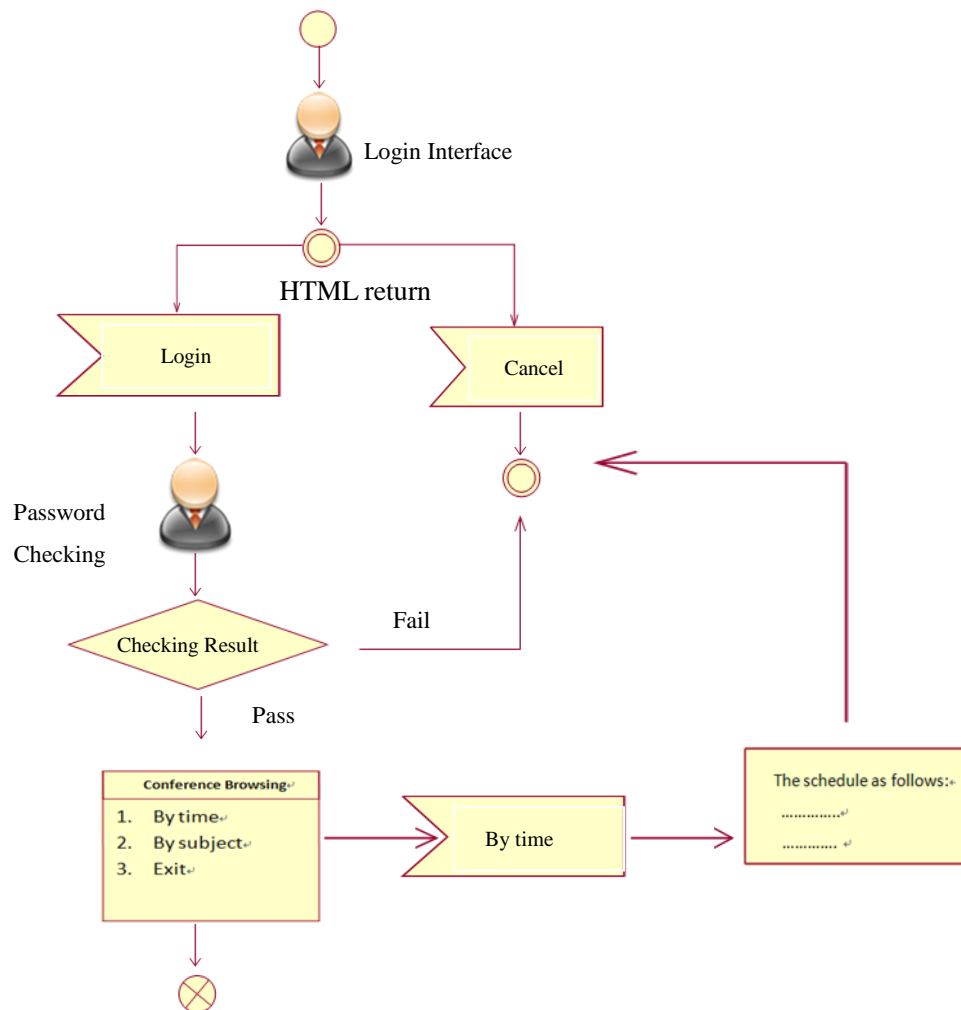 Login Interface
HTML return
Login
Cancel
Password
Checking
Fail
Checking Result
Pass
Conference Browsing↵
1. By time↵
2. By subject↵
3. Exit↵
By time
The schedule as follows:↵
…………..↵
…………. ↵